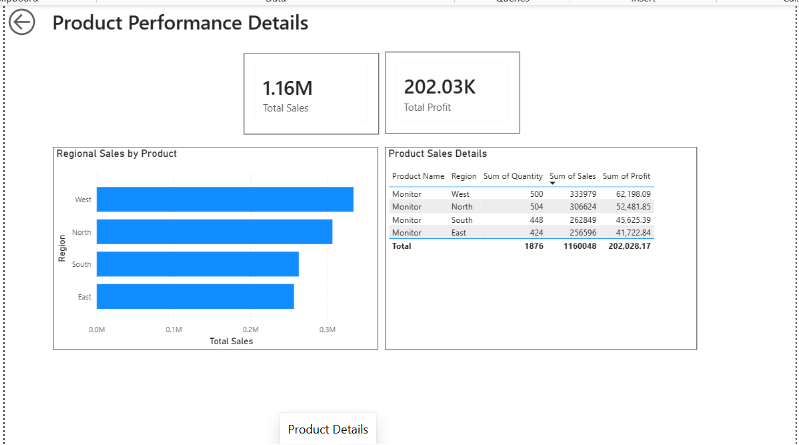 Product Performance Details
1.16M
Total Sales
202.03K
Total Profit
Regional Sales by Product
Region
West
North
South
East
0.0M 0.1M 0.2M 0.3M
Total Sales
Product Sales Details
Product Name Region Sum of Quantity Sum of Sales Sum of Profit
Monitor West 500 333979 62,198.09
Monitor North 504 306624 52,481.85
Monitor South 448 262849 45,625.39
Monitor East 424 256596 41,722.84
Total 1876 1160048 202,028.17
Product Details